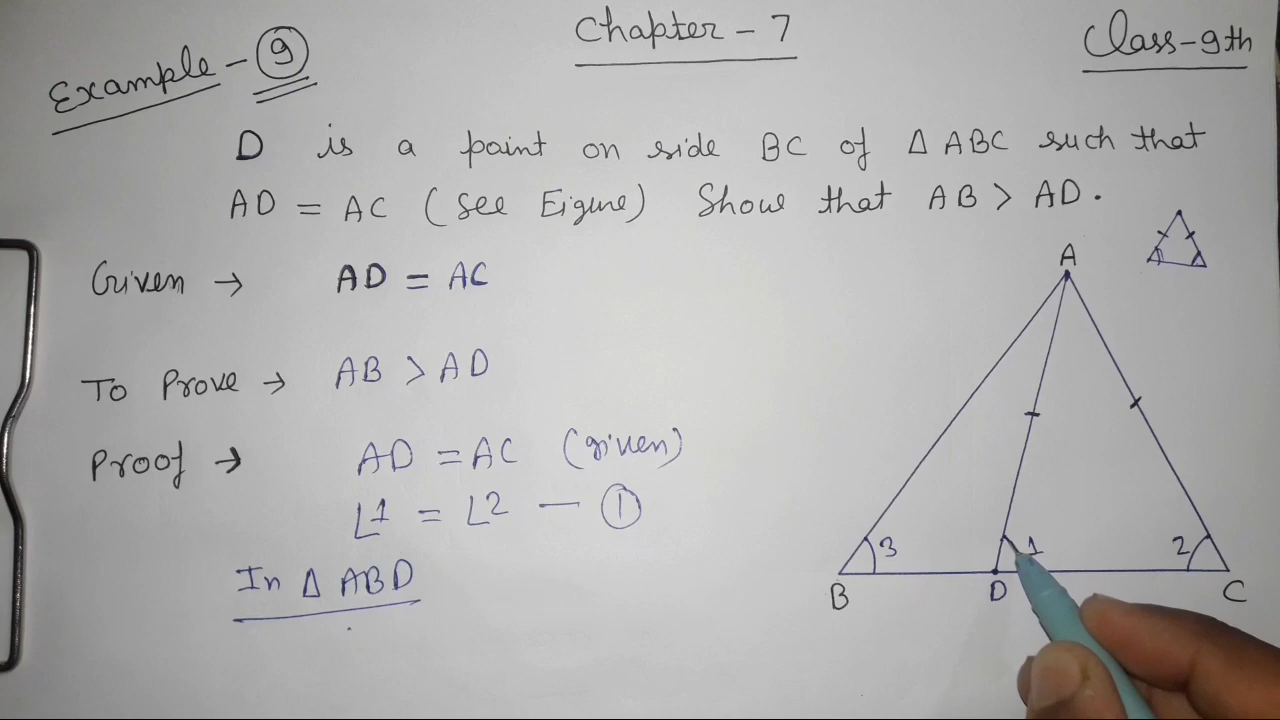 Example - 9
Chapter - 7
Class - 9th
D is a point on side BC of Δ ABC such that
AD = AC (See Figure) Show that AB > AD.
Given → AD = AC
To Prove → AB > AD
Proof → AD = AC (given)
∠1 = ∠2 — ①
In Δ ABD
A
3
1
2
B
D
C